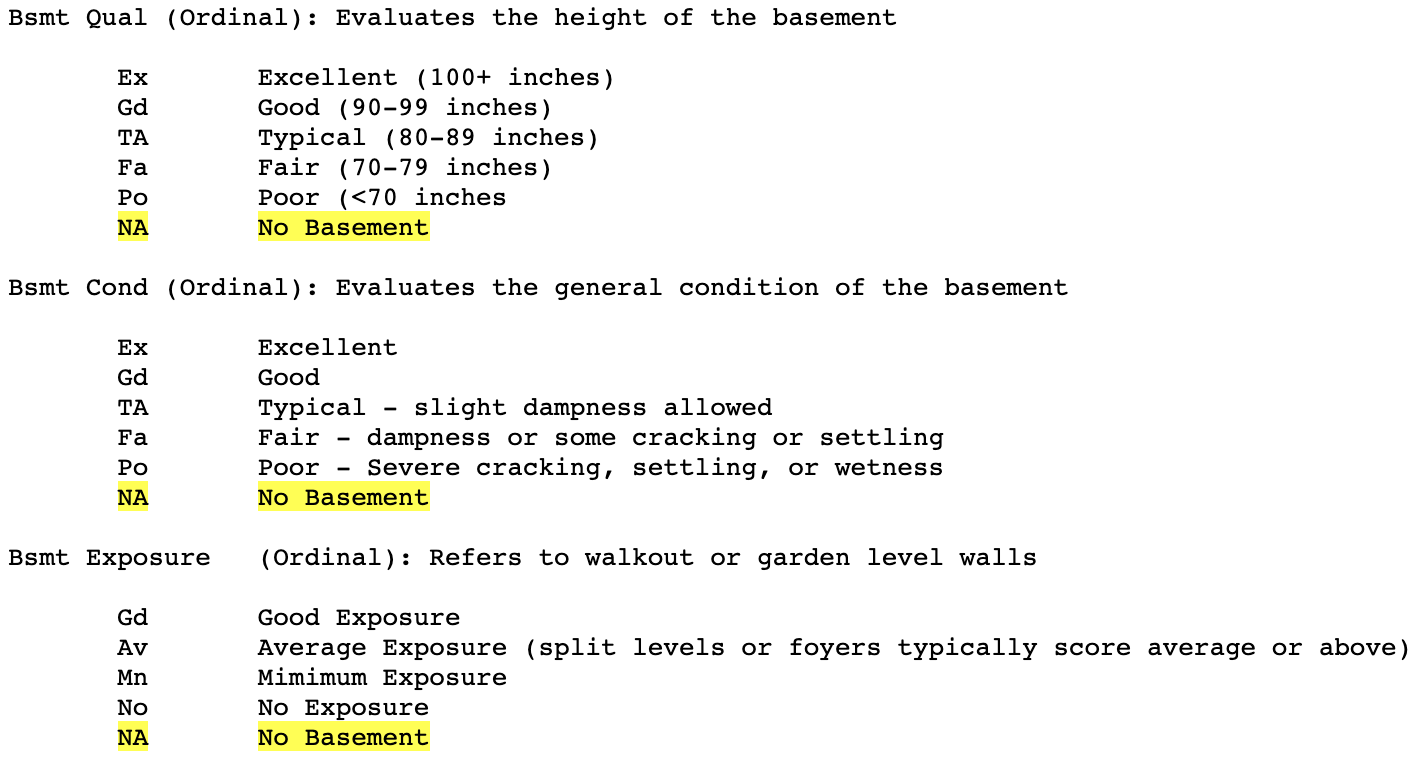 Bsmt Qual (Ordinal): Evaluates the height of the basement
Ex Excellent (100+ inches)
Gd Good (90-99 inches)
TA Typical (80-89 inches)
Fa Fair (70-79 inches)
Po Poor (<70 inches
NA No Basement
Bsmt Cond (Ordinal): Evaluates the general condition of the basement
Ex Excellent
Gd Good
TA Typical - slight dampness allowed
Fa Fair - dampness or some cracking or settling
Po Poor - Severe cracking, settling, or wetness
NA No Basement
Bsmt Exposure (Ordinal): Refers to walkout or garden level walls
Gd Good Exposure
Av Average Exposure (split levels or foyers typically score average or above)
Mn Mimimum Exposure
No No Exposure
NA No Basement